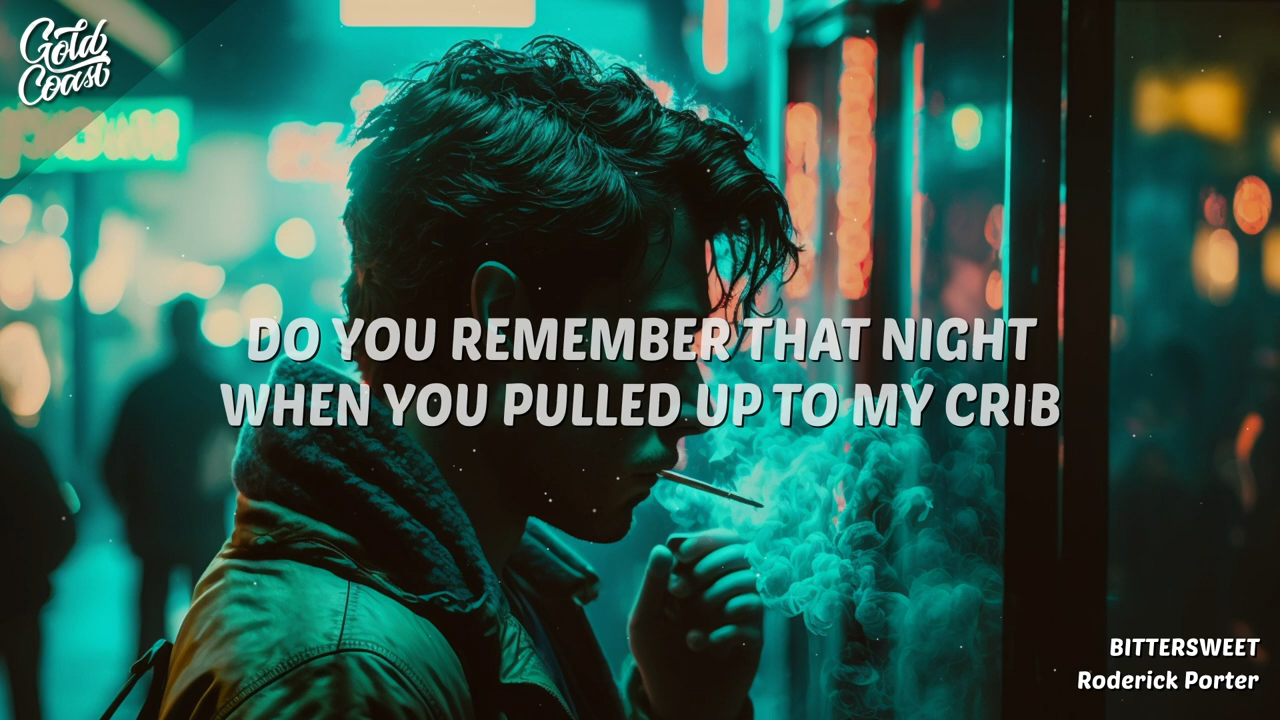 Gold
Coast
DO YOU REMEMBER THAT NIGHT
WHEN YOU PULLED UP TO MY CRIB
BITTERSWEET
Roderick Porter